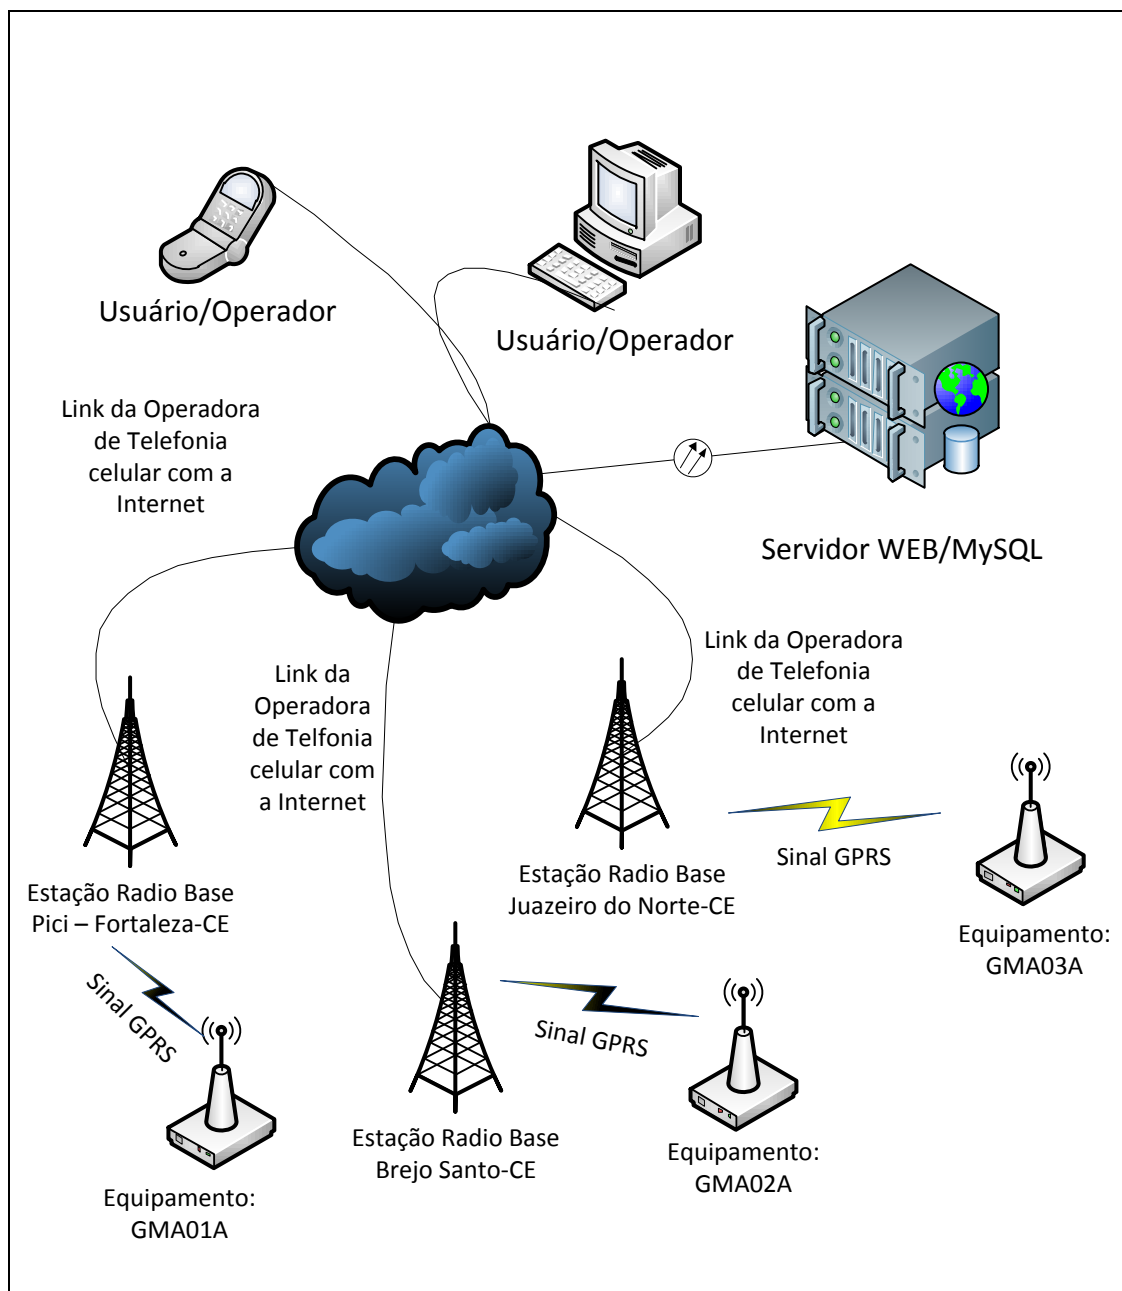 Usuário/Operador
Usuário/Operador
Link da Operadora
de Telefonia
celular com a
Internet
Servidor WEB/MySQL
Link da
Operadora
de Telfonia
celular com
a Internet
Link da Operadora
de Telefonia
celular com a
Internet
Estação Radio Base
Pici – Fortaleza-CE
Sinal GPRS
Equipamento:
GMA01A
Estação Radio Base
Brejo Santo-CE
Sinal GPRS
Equipamento:
GMA02A
Estação Radio Base
Juazeiro do Norte-CE
Sinal GPRS
Equipamento:
GMA03A